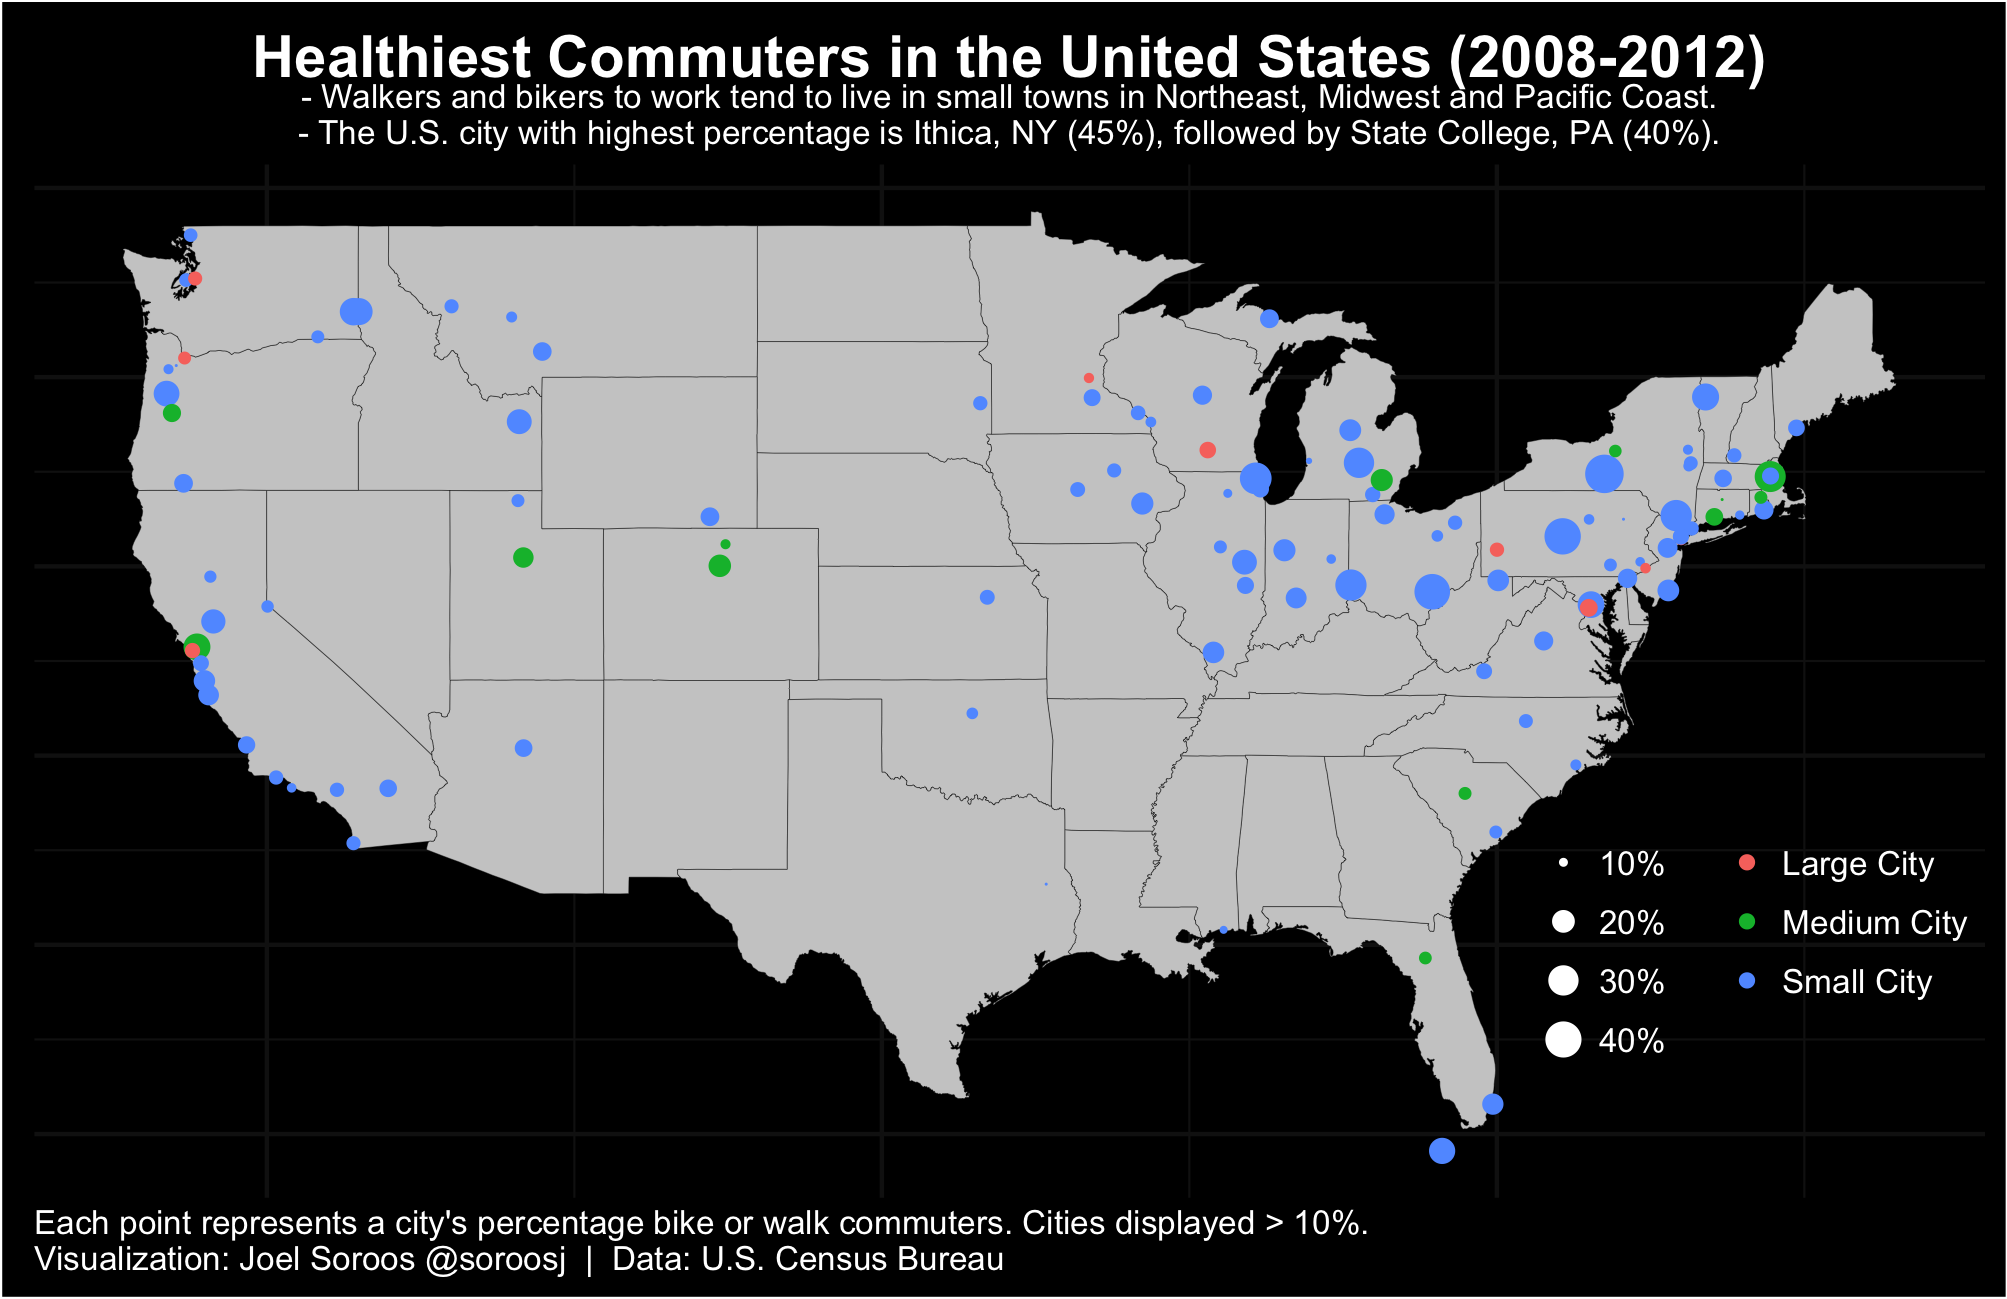 Healthiest Commuters in the United States (2008-2012)
- Walkers and bikers to work tend to live in small towns in Northeast, Midwest and Pacific Coast.
- The U.S. city with highest percentage is Ithica, NY (45%), followed by State College, PA (40%).
10%
Large City
20%
Medium City
30%
Small City
40%
Each point represents a city's percentage bike or walk commuters. Cities displayed > 10%.
Visualization: Joel Soroos @soroosj | Data: U.S. Census Bureau